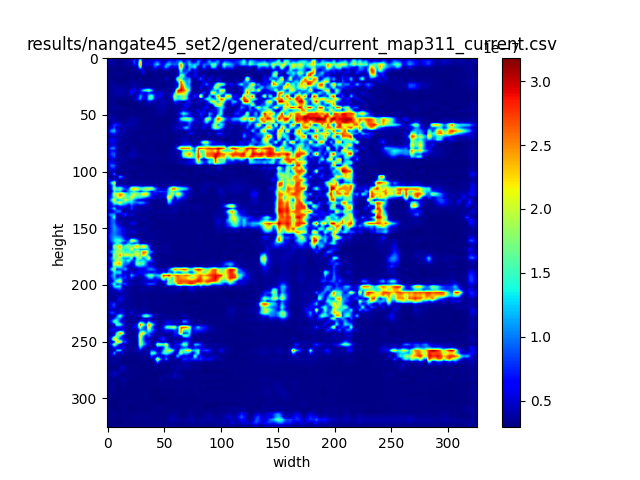 results/nangate45_set2/generated/current_map311_current.csv
1e−7
0
50
100
150
200
250
300
height
0 50 100 150 200 250 300
width
3.0
2.5
2.0
1.5
1.0
0.5